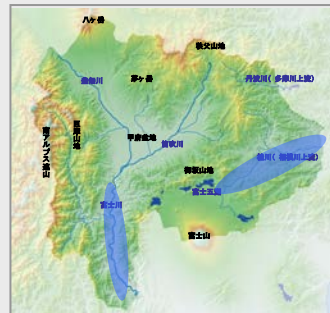 八ヶ岳
秩父山地
茅ヶ岳
釜無川
丹波川( 多摩川上流)
巨摩山地
南アルプス連山
甲府盆地
笛吹川
御坂山地
桂川( 相模川上流)
富士五湖
富士川
富士山